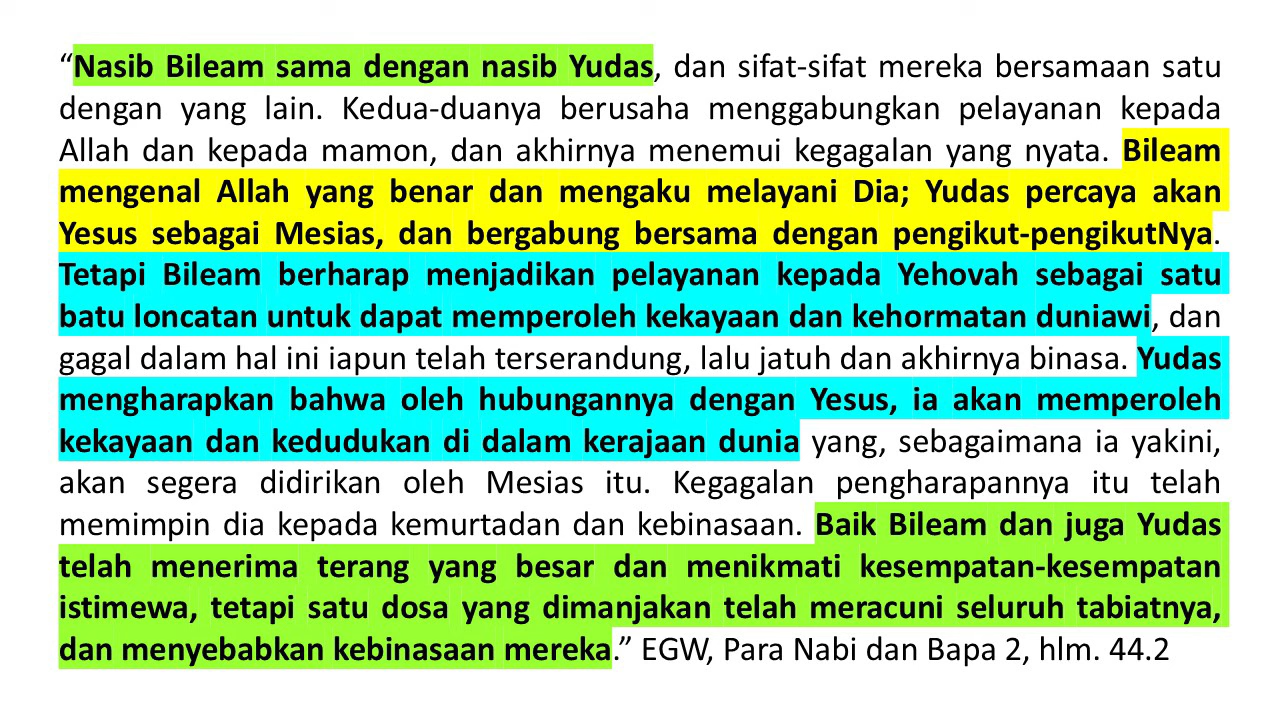 “Nasib Bileam sama dengan nasib Yudas, dan sifat-sifat mereka bersamaan satu
dengan yang lain. Kedua-duanya berusaha menggabungkan pelayanan kepada
Allah dan kepada mamon, dan akhirnya menemui kegagalan yang nyata. Bileam
mengenal Allah yang benar dan mengaku melayani Dia; Yudas percaya akan
Yesus sebagai Mesias, dan bergabung bersama dengan pengikut-pengikutNya.
Tetapi Bileam berharap menjadikan pelayanan kepada Yehovah sebagai satu
batu loncatan untuk dapat memperoleh kekayaan dan kehormatan duniawi, dan
gagal dalam hal ini iapun telah terserandung, lalu jatuh dan akhirnya binasa. Yudas
mengharapkan bahwa oleh hubungannya dengan Yesus, ia akan memperoleh
kekayaan dan kedudukan di dalam kerajaan dunia yang, sebagaimana ia yakini,
akan segera didirikan oleh Mesias itu. Kegagalan pengharapannya itu telah
memimpin dia kepada kemurtadan dan kebinasaan. Baik Bileam dan juga Yudas
telah menerima terang yang besar dan menikmati kesempatan-kesempatan
istimewa, tetapi satu dosa yang dimanjakan telah meracuni seluruh tabiatnya,
dan menyebabkan kebinasaan mereka.” EGW, Para Nabi dan Bapa 2, hlm. 44.2